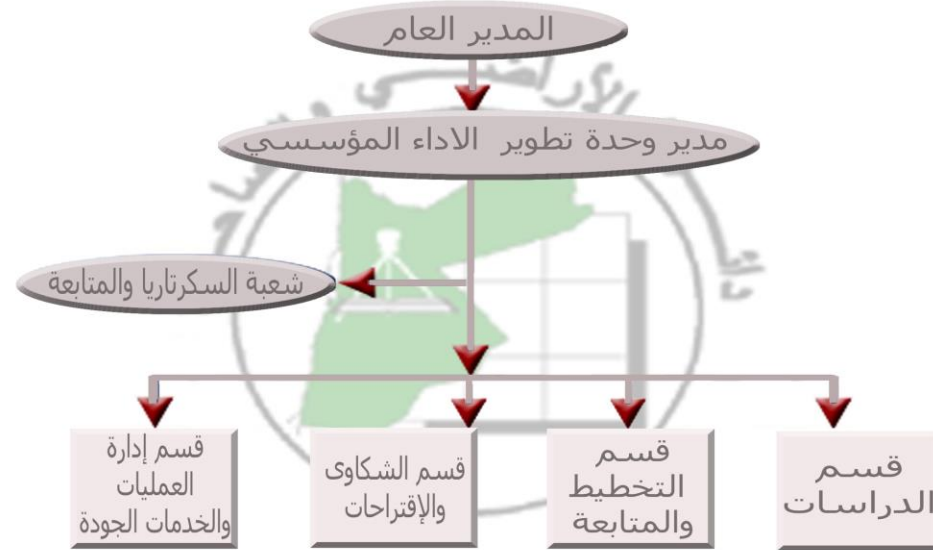 المدير العام
مدير وحدة تطوير الاداء المؤسسي
شعبة السكرتاريا والمتابعة
قسم
الدراسات
قسم
التخطيط
والمتابعة
قسم الشكاوى
والإقتراحات
قسم إدارة
العمليات
والخدمات الجودة